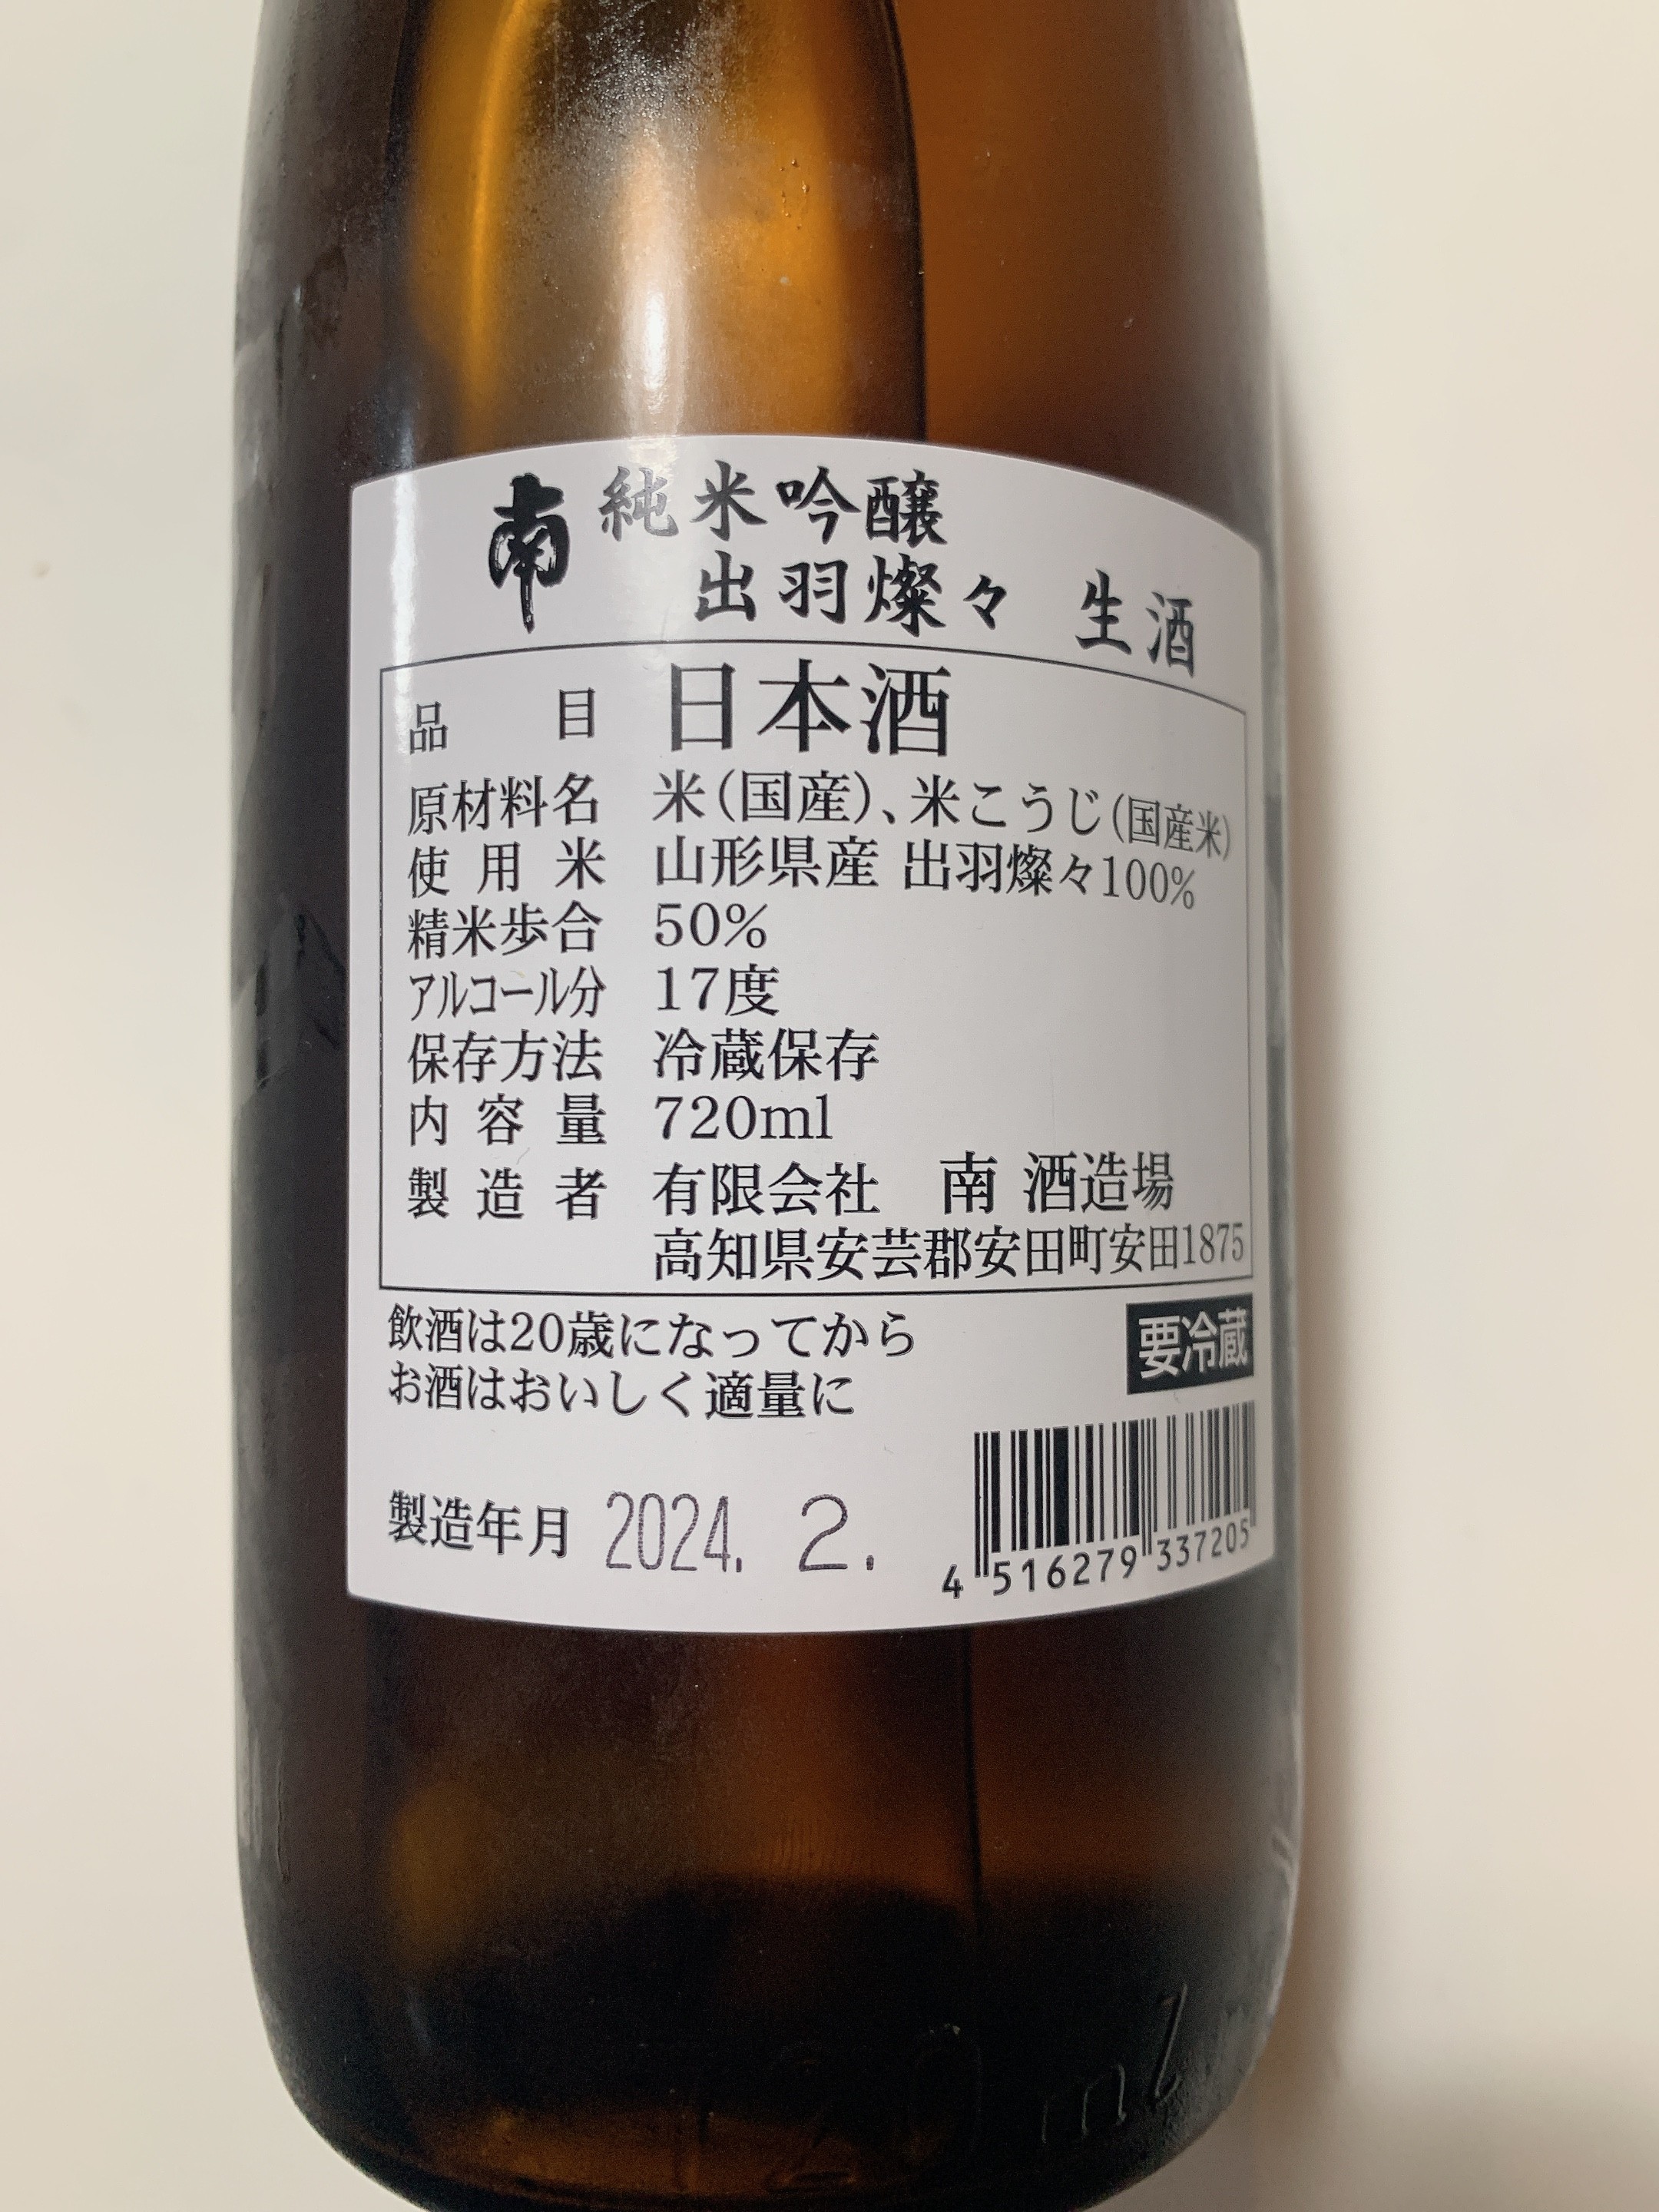 南 純米吟醸
出羽燦々 生酒
品目 日本酒
原材料名 米(国産)、米こうじ(国産米)
使用米 山形県産 出羽燦々100%
精米歩合 50%
アルコール分 17度
保存方法 冷蔵保存
内容量 720ml
製造者 有限会社 南 酒造場
高知県安芸郡安田町安田1875
飲酒は20歳になってから
お酒はおいしく適量に
要冷蔵
製造年月 2024. 2.
4 516279 337205
720ml